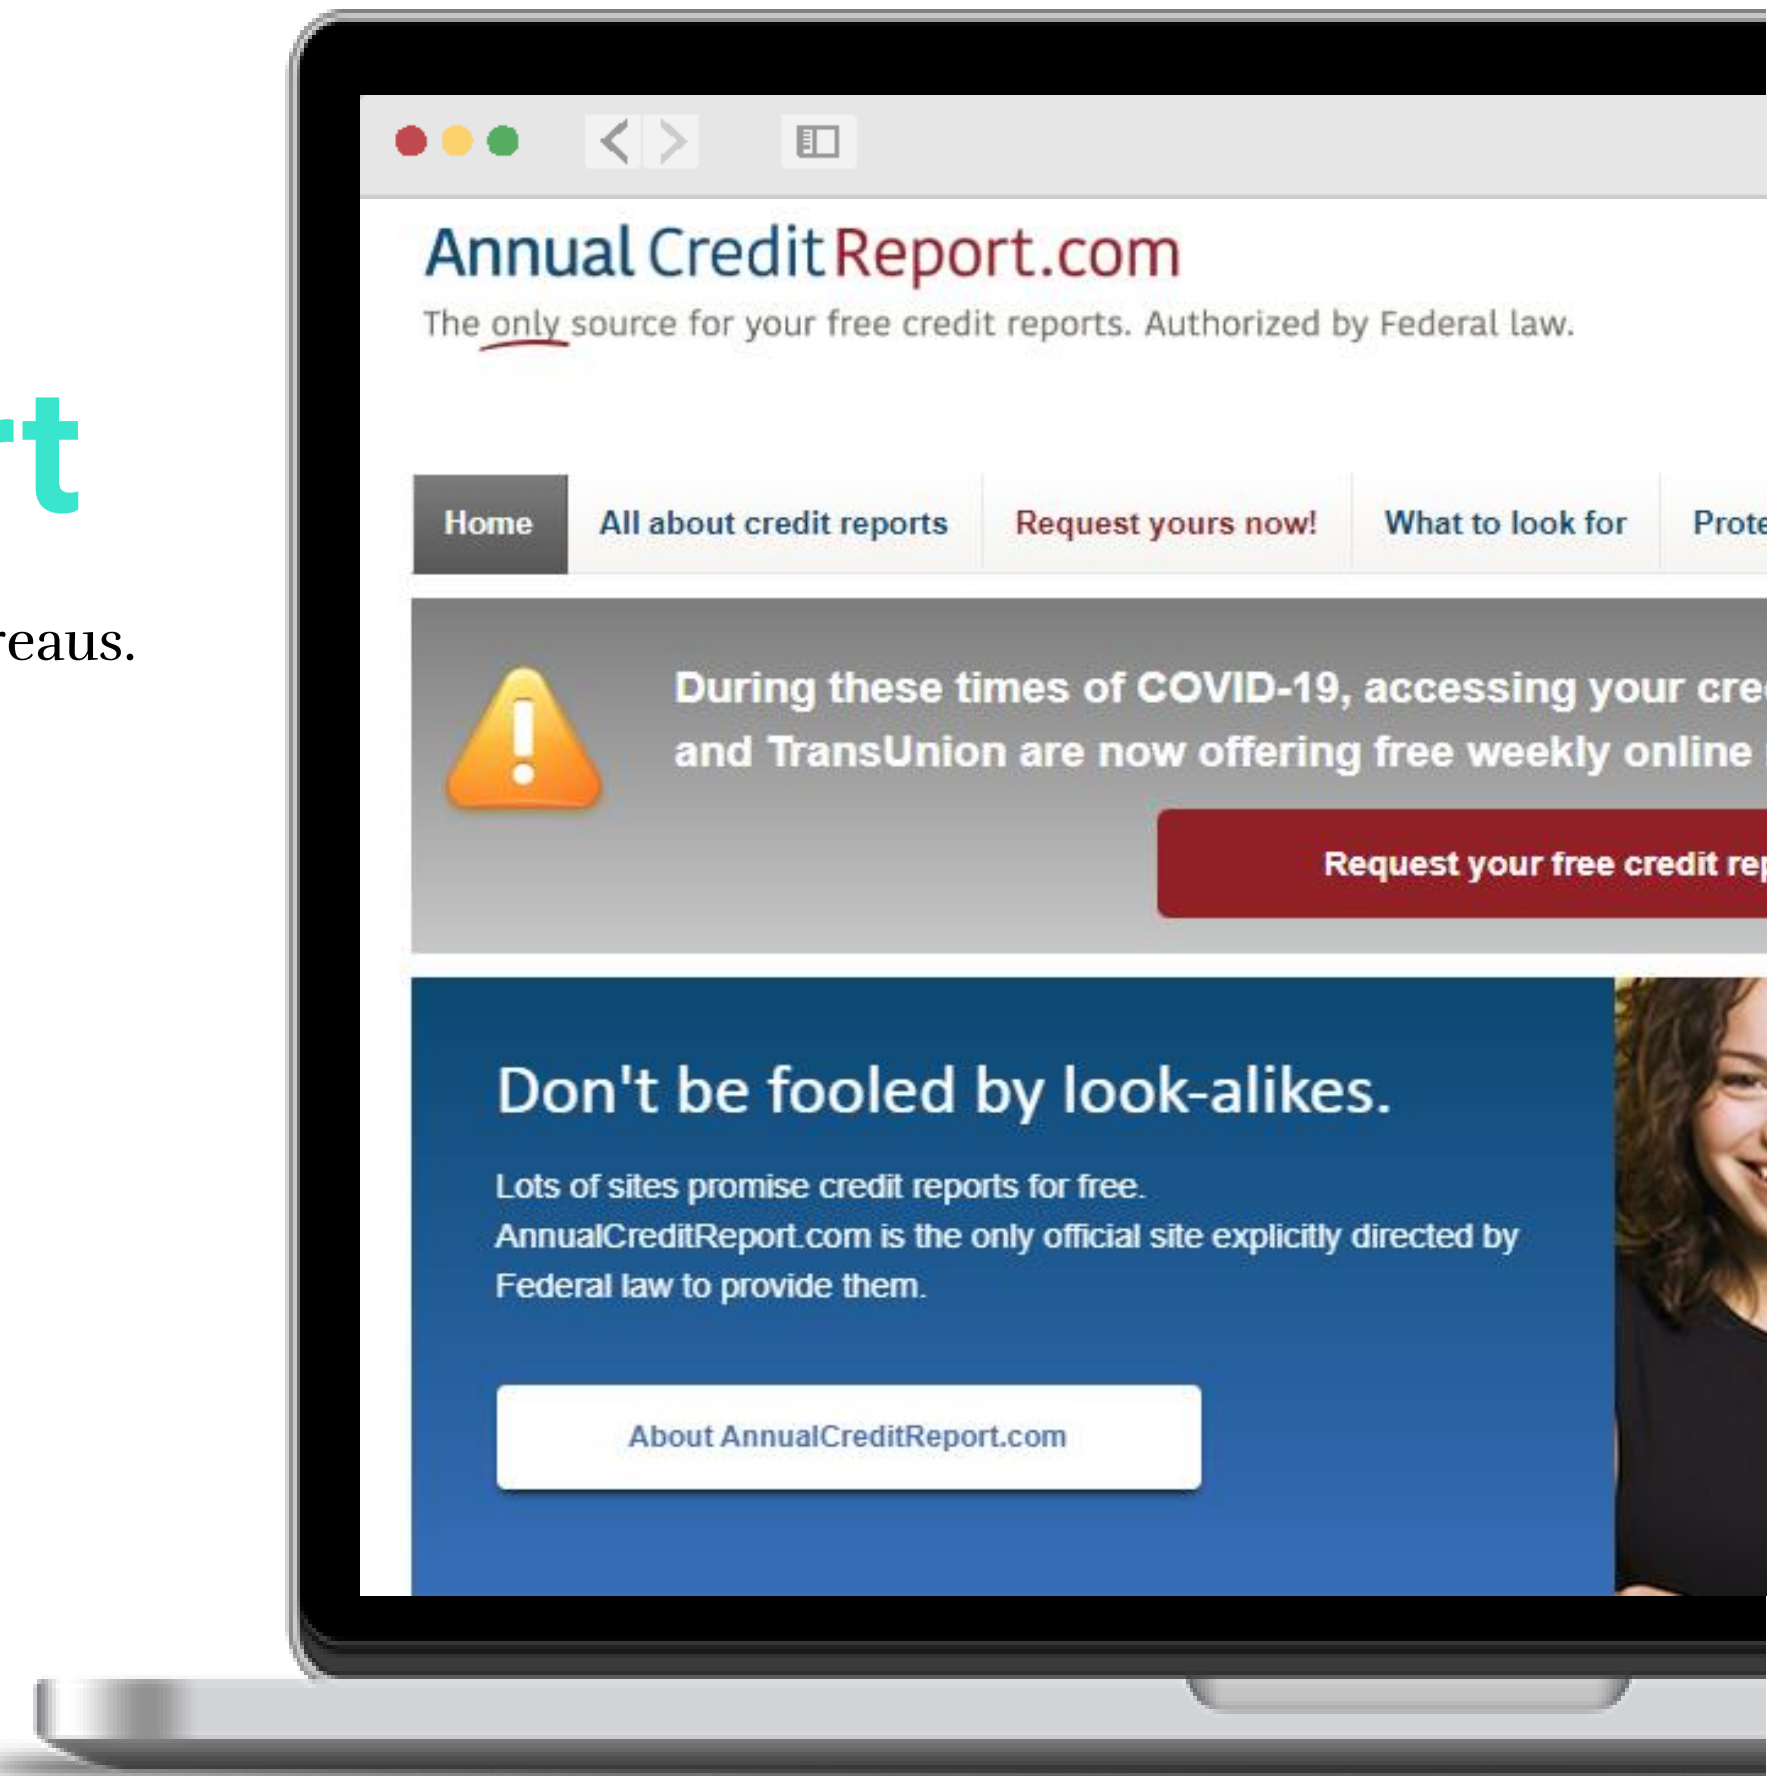 AnnualCreditReport.com
The only source for your free credit reports. Authorized by Federal law.
Home All about credit reports Request yours now! What to look for
During these times of COVID-19, accessing your
and TransUnion are now offering free weekly online
Request your free credit
Don't be fooled by look-alikes.
Lots of sites promise credit reports for free.
AnnualCreditReport.com is the only official site explicitly directed by
Federal law to provide them.
About AnnualCreditReport.com